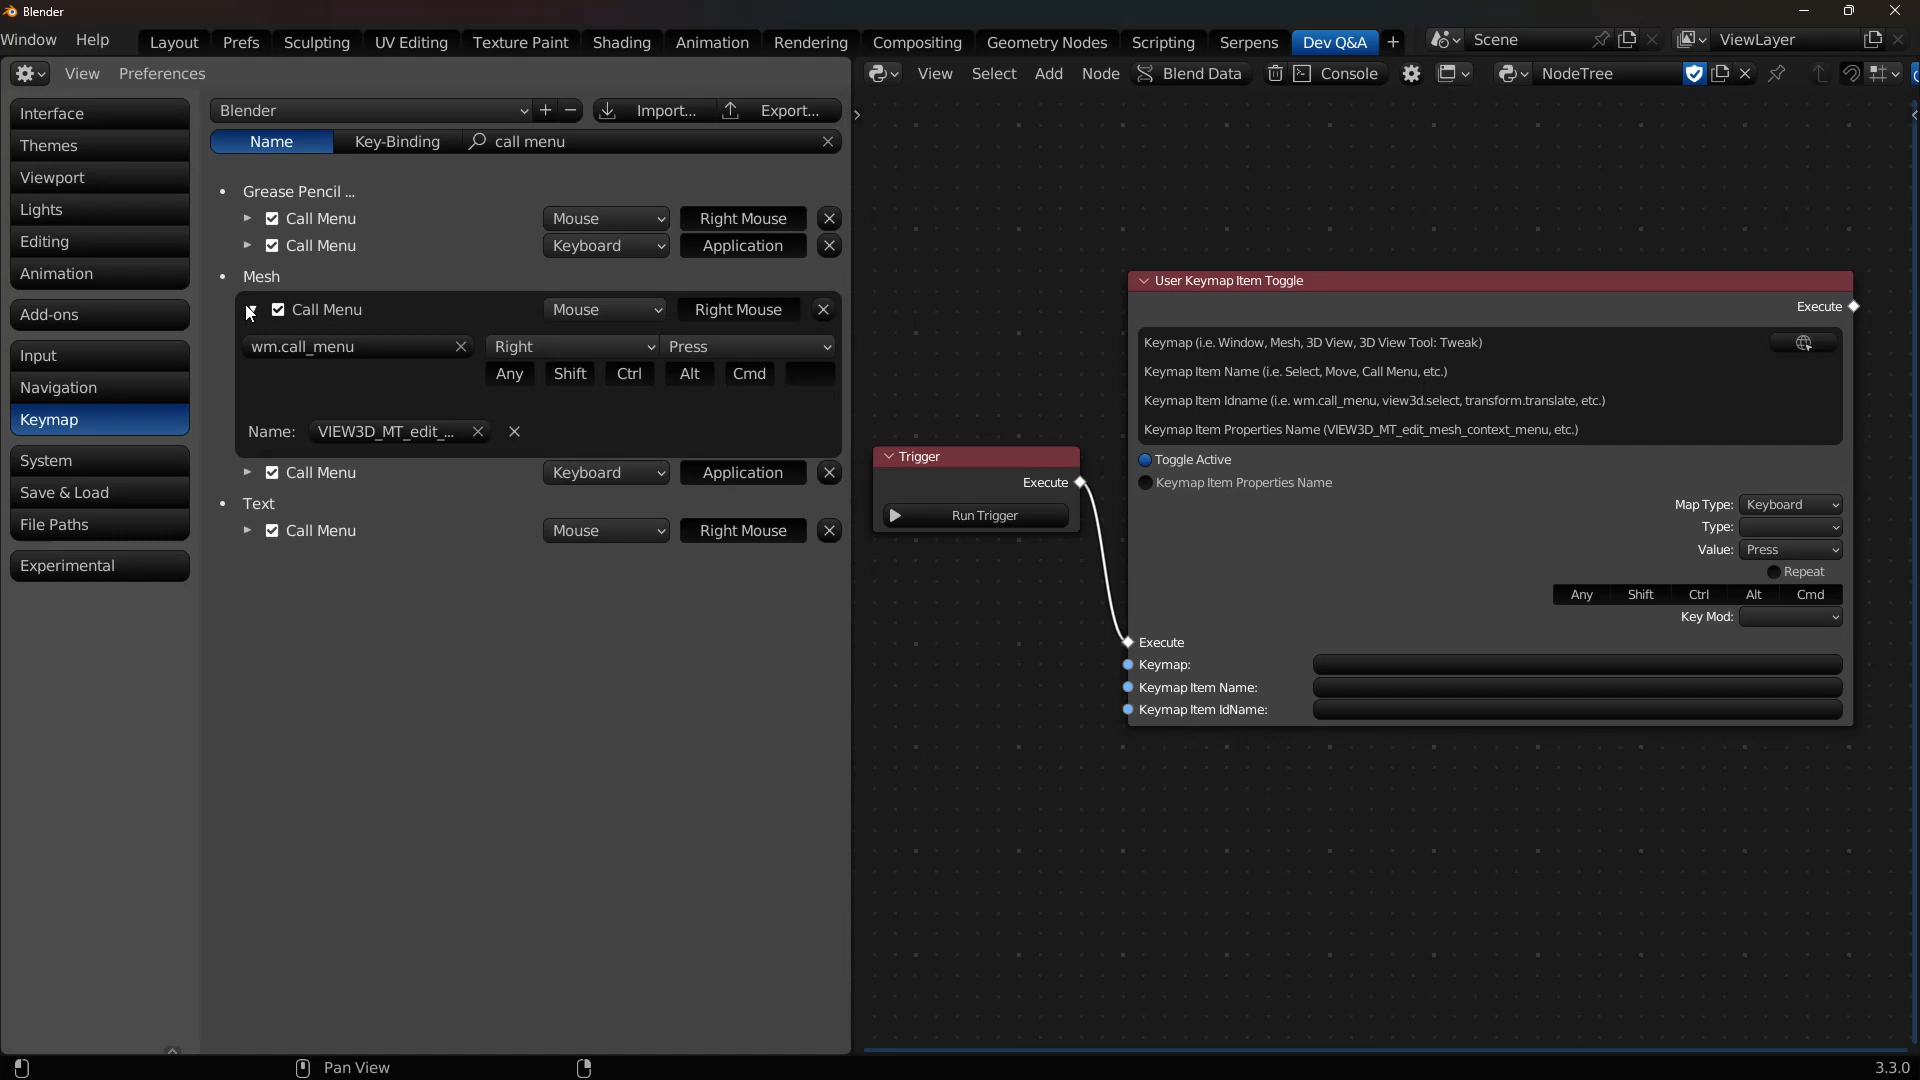 Blender
Window Help Layout Prefs Sculpting UV Editing Texture Paint Shading Animation Rendering Compositing Geometry Nodes Scripting Serpens Dev Q&A + Scene ViewLayer
View Preferences
View Select Add Node Blend Data Console NodeTree
Interface
Themes
Viewport
Lights
Editing
Animation
Add-ons
Input
Navigation
Keymap
System
Save & Load
File Paths
Experimental
Blender Import... Export...
Name Key-Binding call menu
Grease Pencil ...
Call Menu Mouse Right Mouse
Call Menu Keyboard Application
Mesh
Call Menu Mouse Right Mouse
wm.call_menu Right Press
Any Shift Ctrl Alt Cmd
Name: VIEW3D_MT_edit_...
Call Menu Keyboard Application
Text
Call Menu Mouse Right Mouse
Trigger
Execute
Run Trigger
User Keymap Item Toggle
Execute
Keymap (i.e. Window, Mesh, 3D View, 3D View Tool: Tweak)
Keymap Item Name (i.e. Select, Move, Call Menu, etc.)
Keymap Item Idname (i.e. wm.call_menu, view3d.select, transform.translate, etc.)
Keymap Item Properties Name (VIEW3D_MT_edit_mesh_context_menu, etc.)
Toggle Active
Keymap Item Properties Name
Map Type: Keyboard
Type:
Value: Press
Repeat
Any Shift Ctrl Alt Cmd
Key Mod:
Execute
Keymap:
Keymap Item Name:
Keymap Item IdName:
Pan View
3.3.0